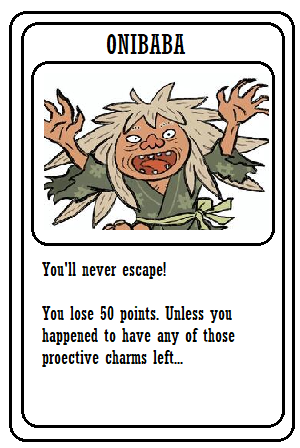 ONIBABA
You'll never escape!
You lose 50 points. Unless you
happened to have any of those
proective charms left...